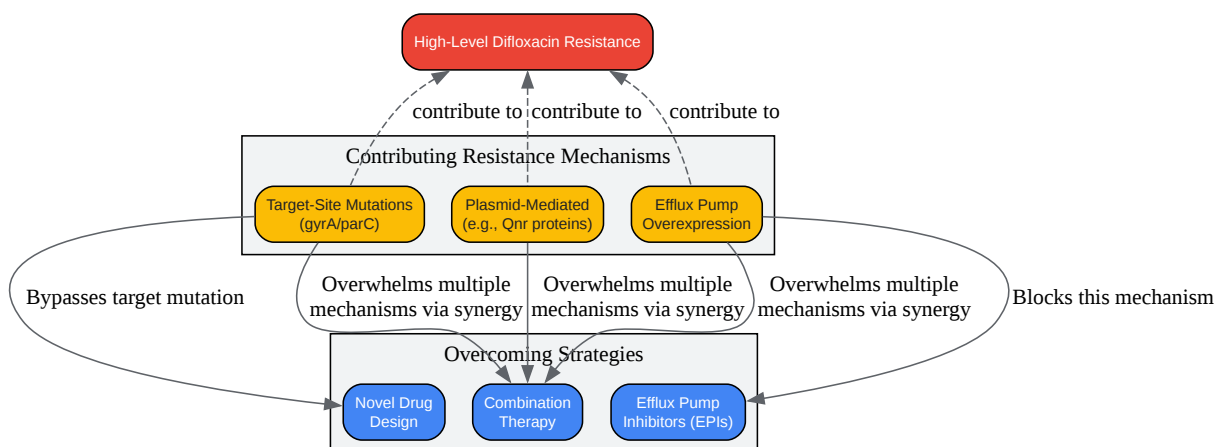 High-Level Difloxacin Resistance
contribute to
contribute to
contribute to
Contributing Resistance Mechanisms
Target-Site Mutations
(gyrA/parC)
Plasmid-Mediated
(e.g., Qnr proteins)
Efflux Pump
Overexpression
Bypasses target mutation
Overwhelms multiple
mechanisms via synergy
Overwhelms multiple
mechanisms via synergy
Overwhelms multiple
mechanisms via synergy
Blocks this mechanism
Overcoming Strategies
Novel Drug
Design
Combination
Therapy
Efflux Pump
Inhibitors (EPIs)